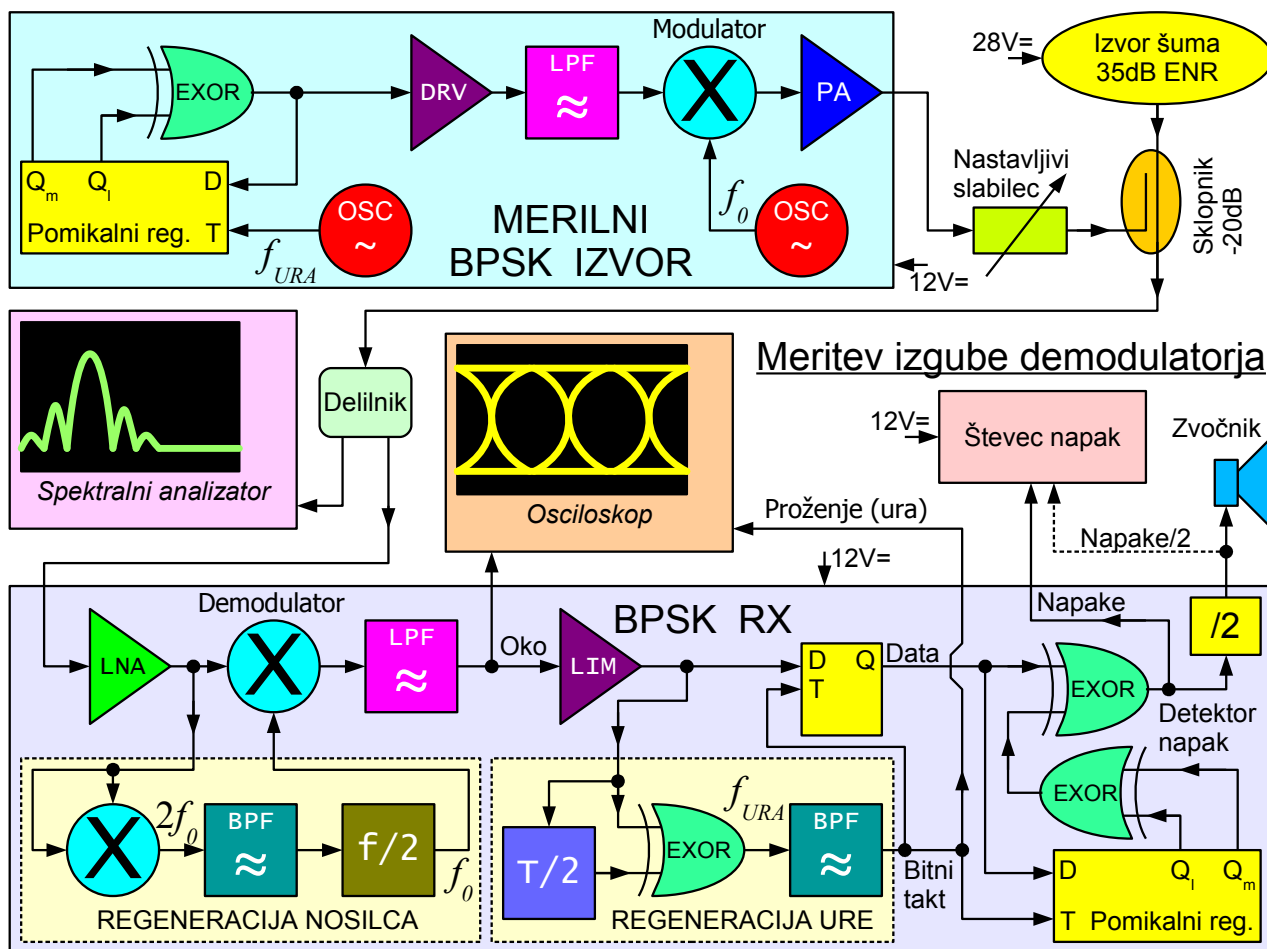 Modulator
EXOR
DRV
LPF
≈
X
PA
28V=
Izvor šuma
35dB ENR
Nastavljivi
slabilec
Sklopnik
-20dB
Qm Ql D
Pomikalni reg. T
fURA
OSC
~
MERILNI
BPSK IZVOR
f0
OSC
~
12V=
Spektralni analizator
Delilnik
Osciloskop
Meritev izgube demodulatorja
12V=
Števec napak
Zvočnik
Proženje (ura)
Napake/2
12V=
Demodulator
BPSK RX
Napake
/2
LNA
X
LPF
≈
Oko
LIM
D Q
T
Data
EXOR
Detektor
napak
EXOR
X
2f0
BPF
≈
f/2
f0
REGENERACIJA NOSILCA
T/2
EXOR
fURA
BPF
≈
REGENERACIJA URE
Bitni
takt
D Ql Qm
T Pomikalni reg.